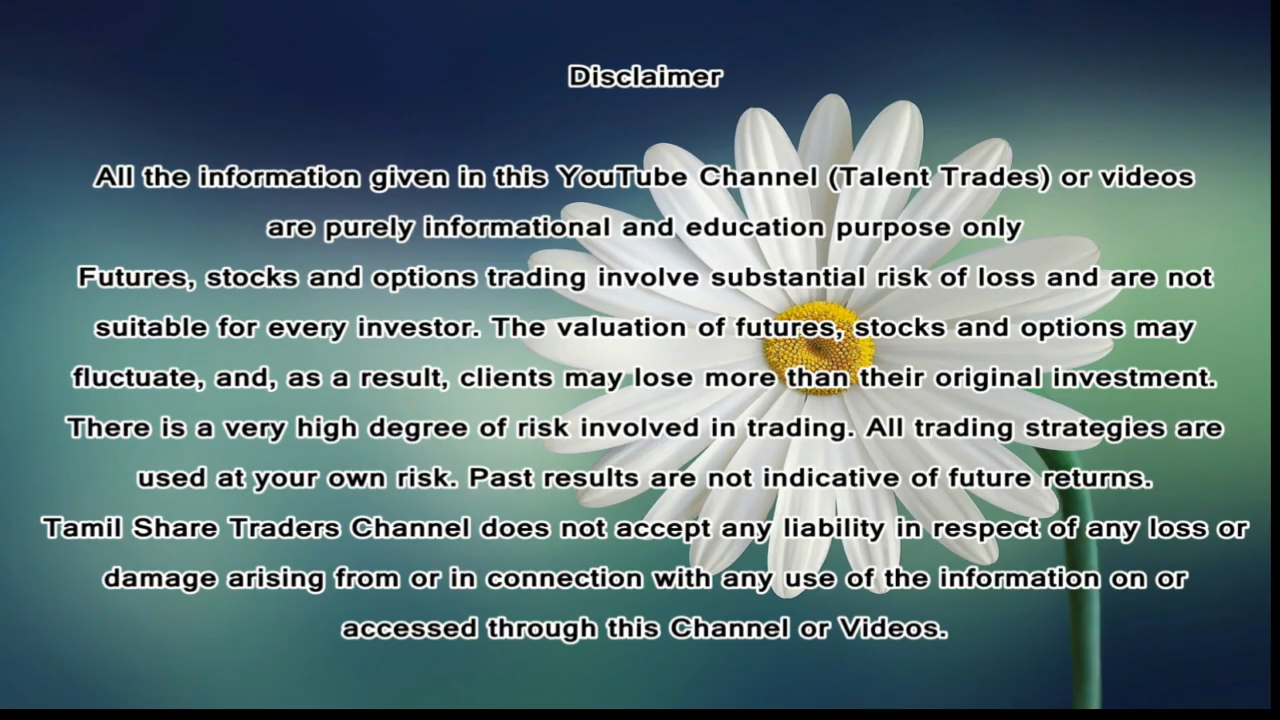 Disclaimer
All the information given in this YouTube Channel (Talent Trades) or videos
are purely informational and education purpose only
Futures, stocks and options trading involve substantial risk of loss and are not
suitable for every investor. The valuation of futures, stocks and options may
fluctuate, and, as a result, clients may lose more than their original investment.
There is a very high degree of risk involved in trading. All trading strategies are
used at your own risk. Past results are not indicative of future returns.
Tamil Share Traders Channel does not accept any liability in respect of any loss or
damage arising from or in connection with any use of the information on or
accessed through this Channel or Videos.